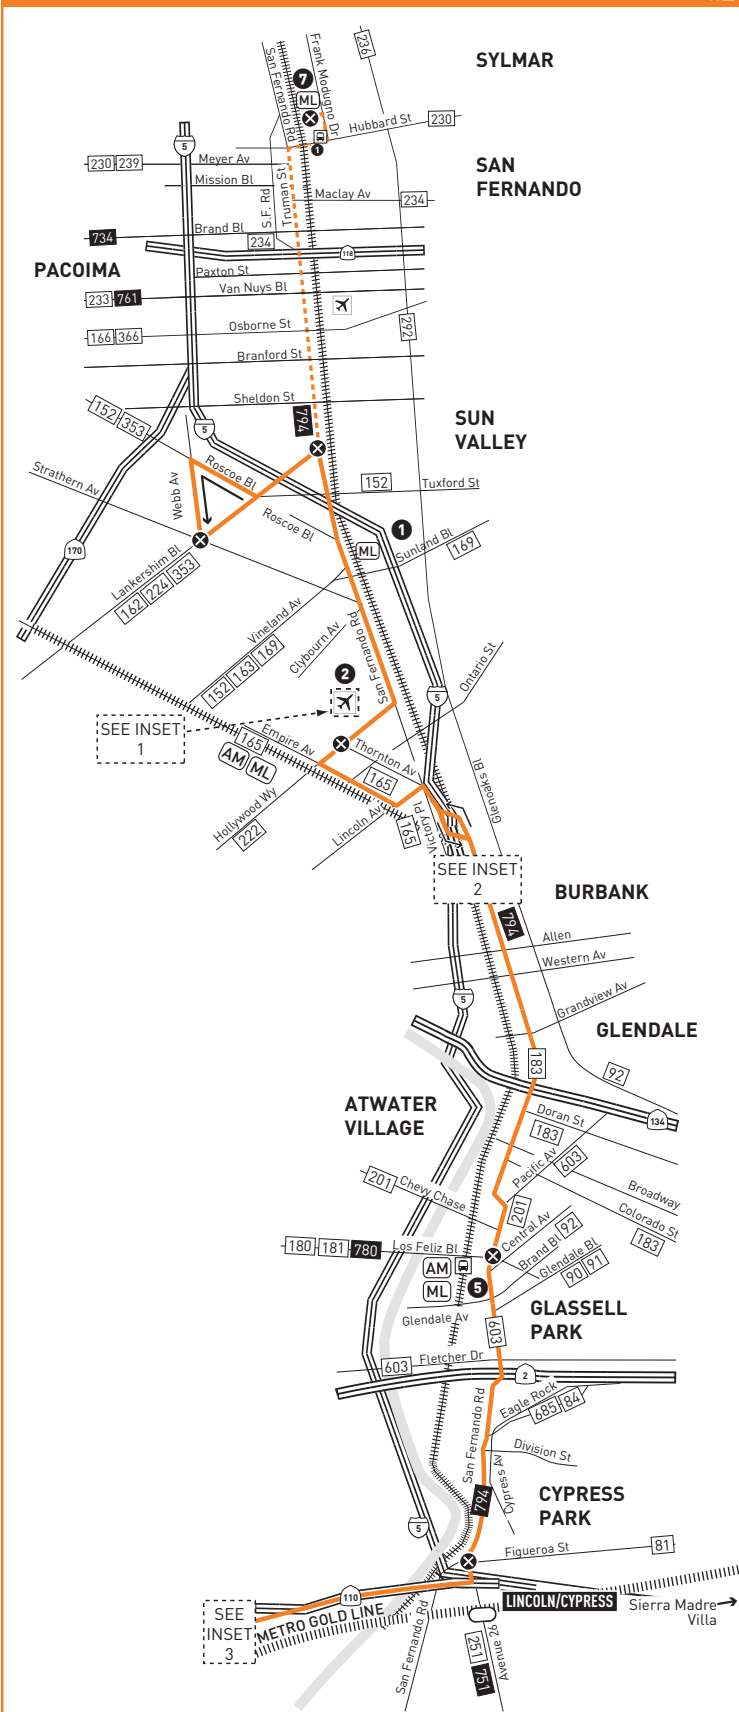 236
SYLMAR
San Fernando Rd
Frank Modugno Dr
7
ML
Hubbard St
230
1
5
230 239
Meyer Av
Mission Bl
SAN
FERNANDO
S.F. Rd
Truman St
Maclay Av
234
734
Brand Bl
234
118
PACOIMA
Paxton St
233 761
Van Nuys Bl
166 366
Osborne St
292
Branford St
Sheldon St
152 353
794
SUN
VALLEY
5
Strathern Av
Webb Av
Roscoe Bl
152
Tuxford St
Roscoe Bl
1
ML
Sunland Bl
169
170
Lankershim Bl
162 224 353
Vineland Av
152 163 169
Clybourn Av
San Fernando Rd
2
Ontario St
5
SEE INSET
1
165
Empire Av
AM ML
Thornton Av
165
Glenoaks Bl
Hollywood Wy
222
Lincoln Av
165
Victory Pl
SEE INSET
2
BURBANK
794
Allen
Western Av
5
Grandview Av
GLENDALE
183
92
134
ATWATER
VILLAGE
Doran St
183
Pacific Av
603
Broadway
Colorado St
183
201
Chevy Chase
201
Central Av
Brand Bl 92
Glendale Bl
90 91
180 181 780
Los Feliz Bl
AM
ML
5
Glendale Av
GLASSELL
PARK
603
603
Fletcher Dr
2
Eagle Rock
685 84
San Fernando Rd
Division St
Cypress Av
CYPRESS
PARK
794
5
Figueroa St
81
110
LINCOLN/CYPRESS
Sierra Madre
Villa
SEE
INSET
3
METRO GOLD LINE
San Fernando Rd
Avenue 26
251 751